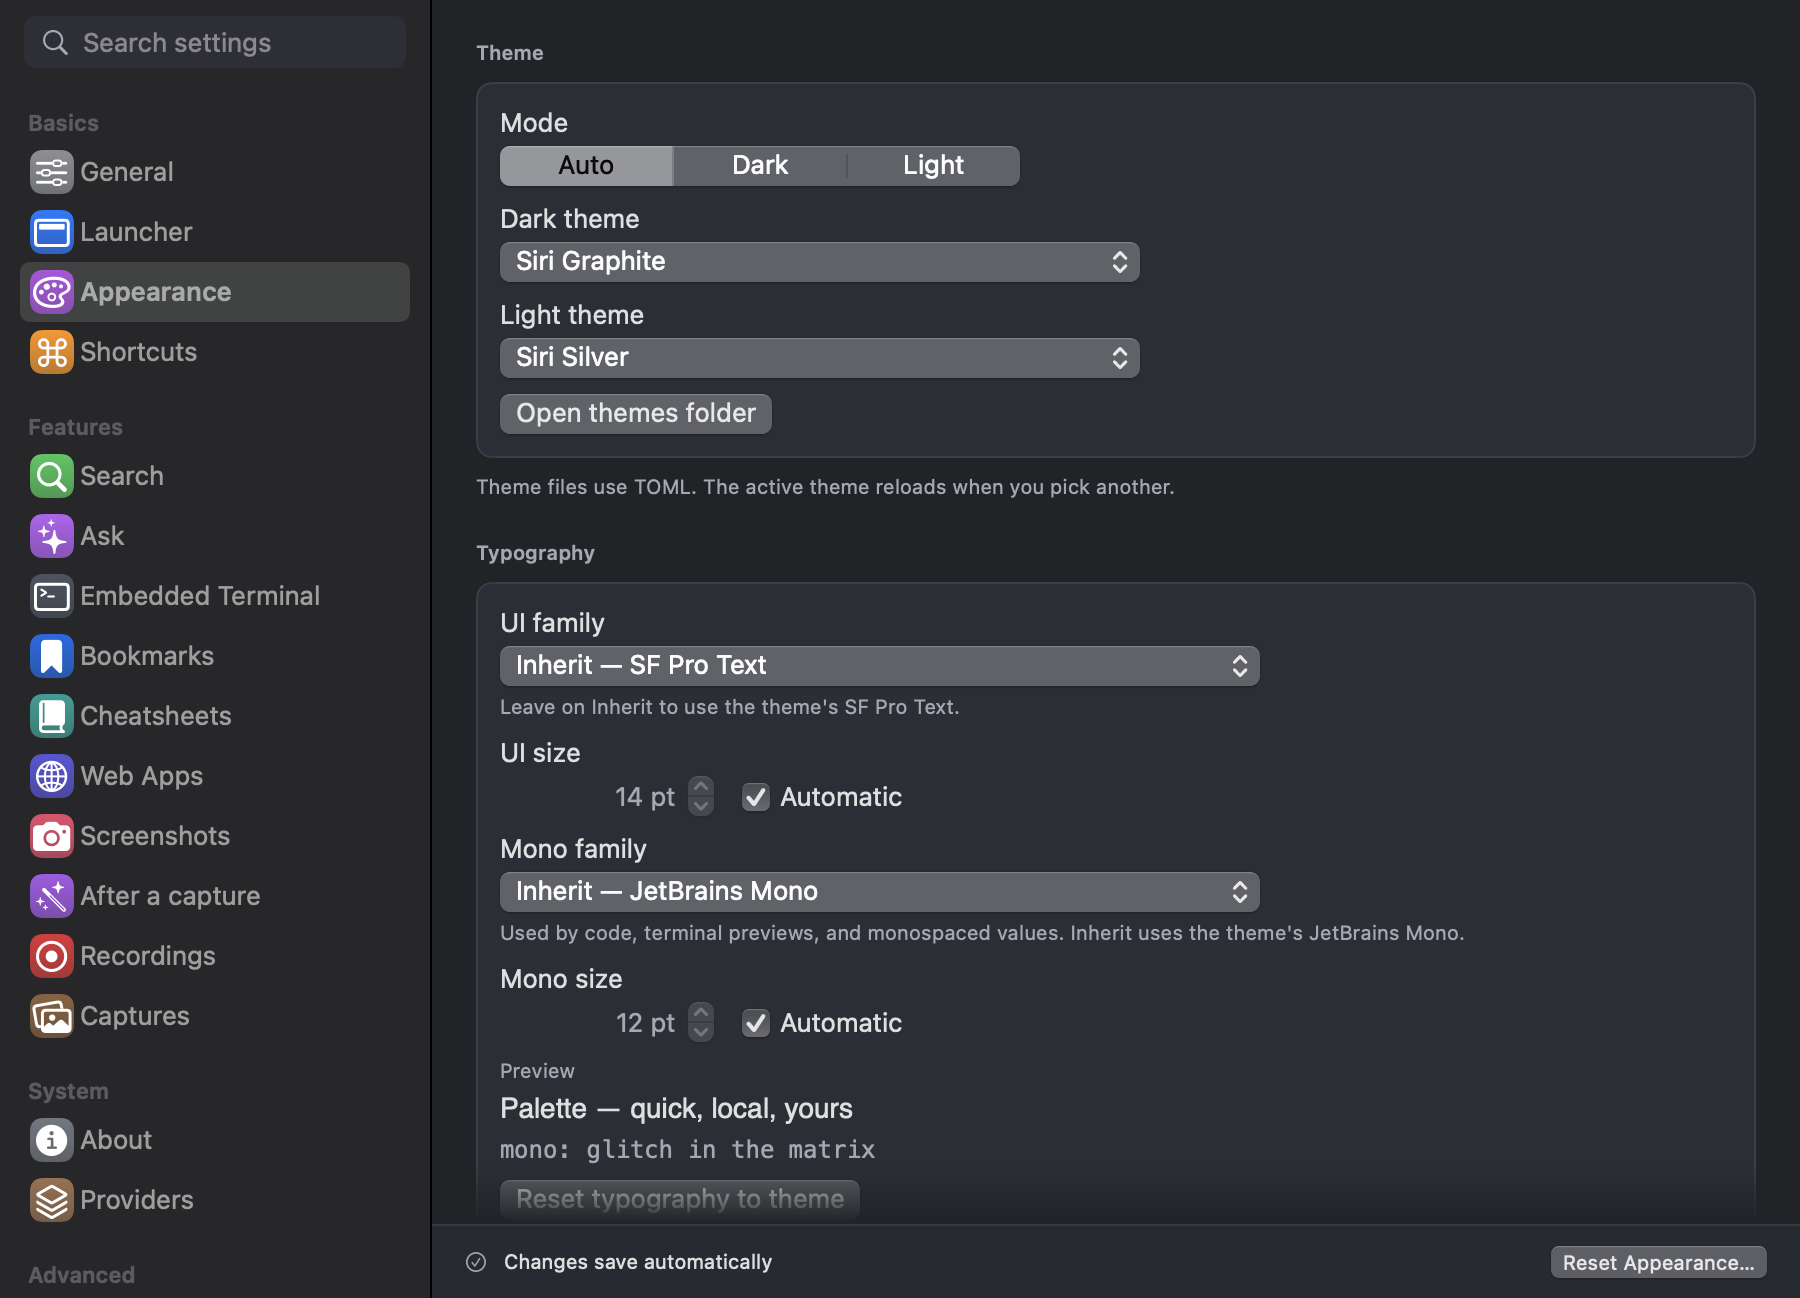 Search settings
Basics
General
Launcher
Appearance
Shortcuts
Features
Search
Ask
Embedded Terminal
Bookmarks
Cheatsheets
Web Apps
Screenshots
After a capture
Recordings
Captures
System
About
Providers
Advanced
Theme
Mode
Auto Dark Light
Dark theme
Siri Graphite
Light theme
Siri Silver
Open themes folder
Theme files use TOML. The active theme reloads when you pick another.
Typography
UI family
Inherit — SF Pro Text
Leave on Inherit to use the theme's SF Pro Text.
UI size
14 pt Automatic
Mono family
Inherit — JetBrains Mono
Used by code, terminal previews, and monospaced values. Inherit uses the theme's JetBrains Mono.
Mono size
12 pt Automatic
Preview
Palette — quick, local, yours
mono: glitch in the matrix
Reset typography to theme
Changes save automatically
Reset Appearance...